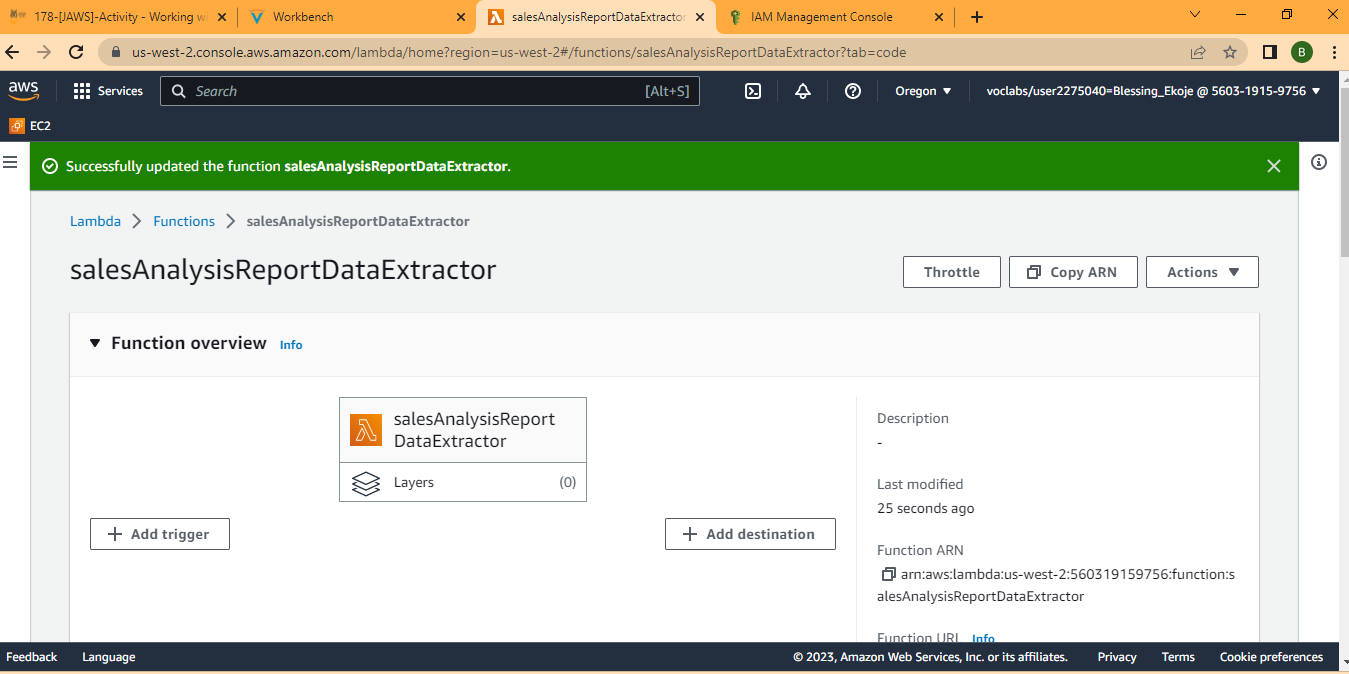 178-[JAWS]-Activity - Working wi
Workbench
salesAnalysisReportDataExtractor
IAM Management Console
us-west-2.console.aws.amazon.com/lambda/home?region=us-west-2#/functions/salesAnalysisReportDataExtractor?tab=code
B
aws
Services
Search
[Alt+S]
Oregon
voclabs/user2275040=Blessing_Ekoje @ 5603-1915-9756
EC2
Successfully updated the function salesAnalysisReportDataExtractor.
Lambda
Functions
salesAnalysisReportDataExtractor
salesAnalysisReportDataExtractor
Throttle
Copy ARN
Actions
Function overview
Info
salesAnalysisReport
DataExtractor
Layers
(0)
Add trigger
Add destination
Description
-
Last modified
25 seconds ago
Function ARN
arn:aws:lambda:us-west-2:560319159756:function:s
alesAnalysisReportDataExtractor
Function URL
Info
Feedback
Language
© 2023, Amazon Web Services, Inc. or its affiliates.
Privacy
Terms
Cookie preferences